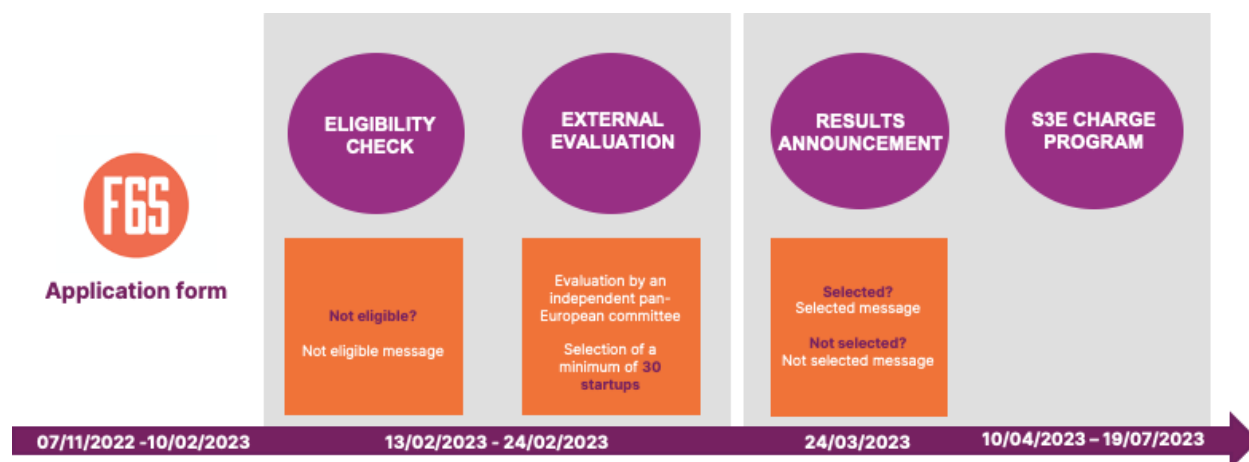 F6S
Application form
ELIGIBILITY
CHECK
Not eligible?
Not eligible message
EXTERNAL
EVALUATION
Evaluation by an
independent pan-
European committee
Selection of a
minimum of 30
startups
RESULTS
ANNOUNCEMENT
Selected?
Selected message
Not selected?
Not selected message
S3E CHARGE
PROGRAM
07/11/2022 -10/02/2023
13/02/2023 - 24/02/2023
24/03/2023
10/04/2023 – 19/07/2023